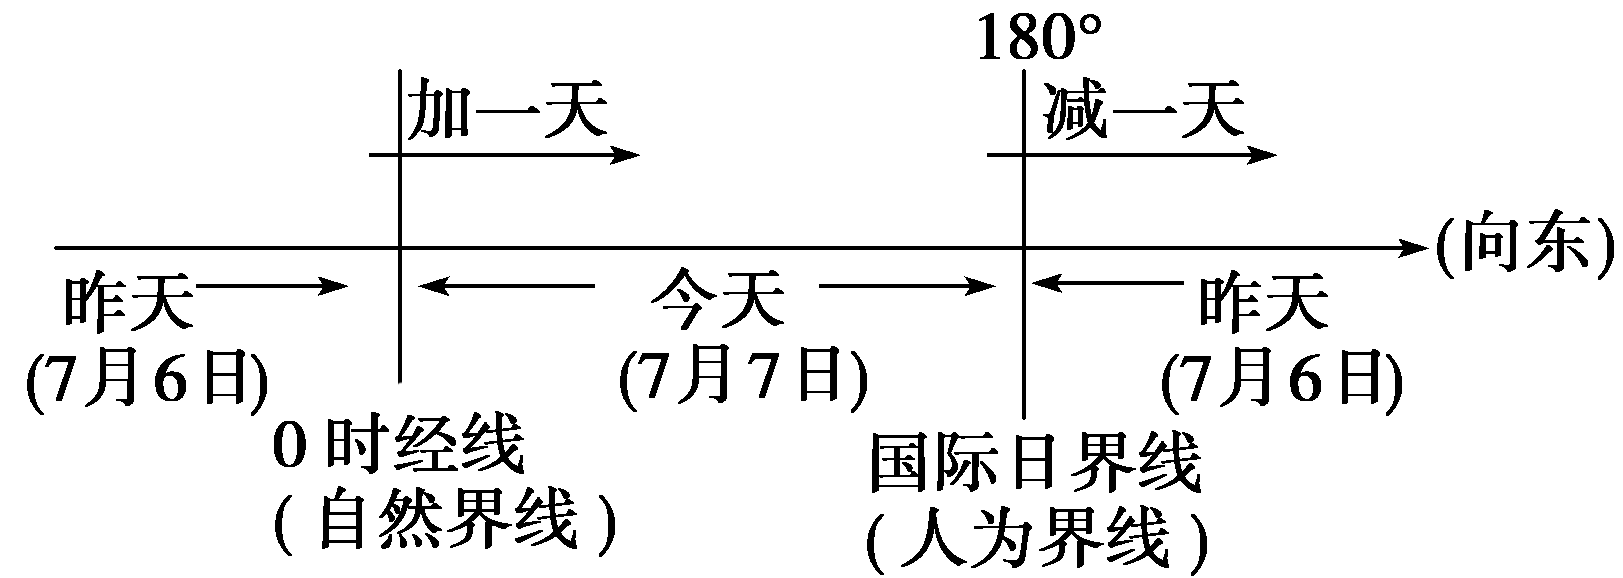 180°
加一天
减一天
(向东)
昨天
今天
昨天
(7月6日)
(7月7日)
(7月6日)
0时经线
(自然界线)
国际日界线
(人为界线)